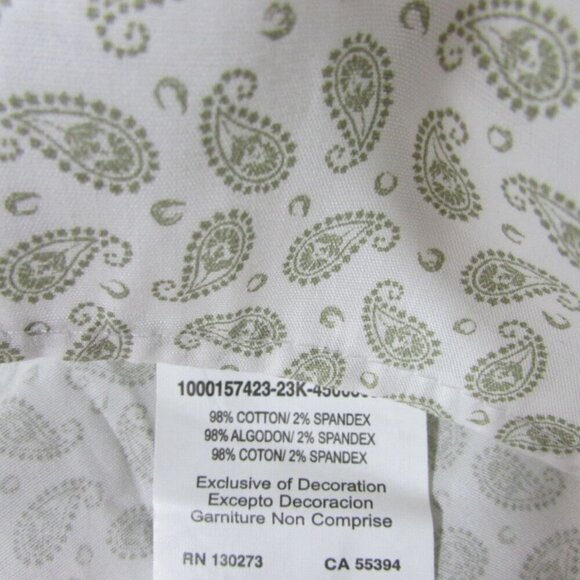 1000157423-23K-
98% COTTON/ 2% SPANDEX
98% ALGODON/ 2% SPANDEX
98% COTON/ 2% SPANDEX
Exclusive of Decoration
Excepto Decoracion
Garniture Non Comprise
RN 130273 CA 55394